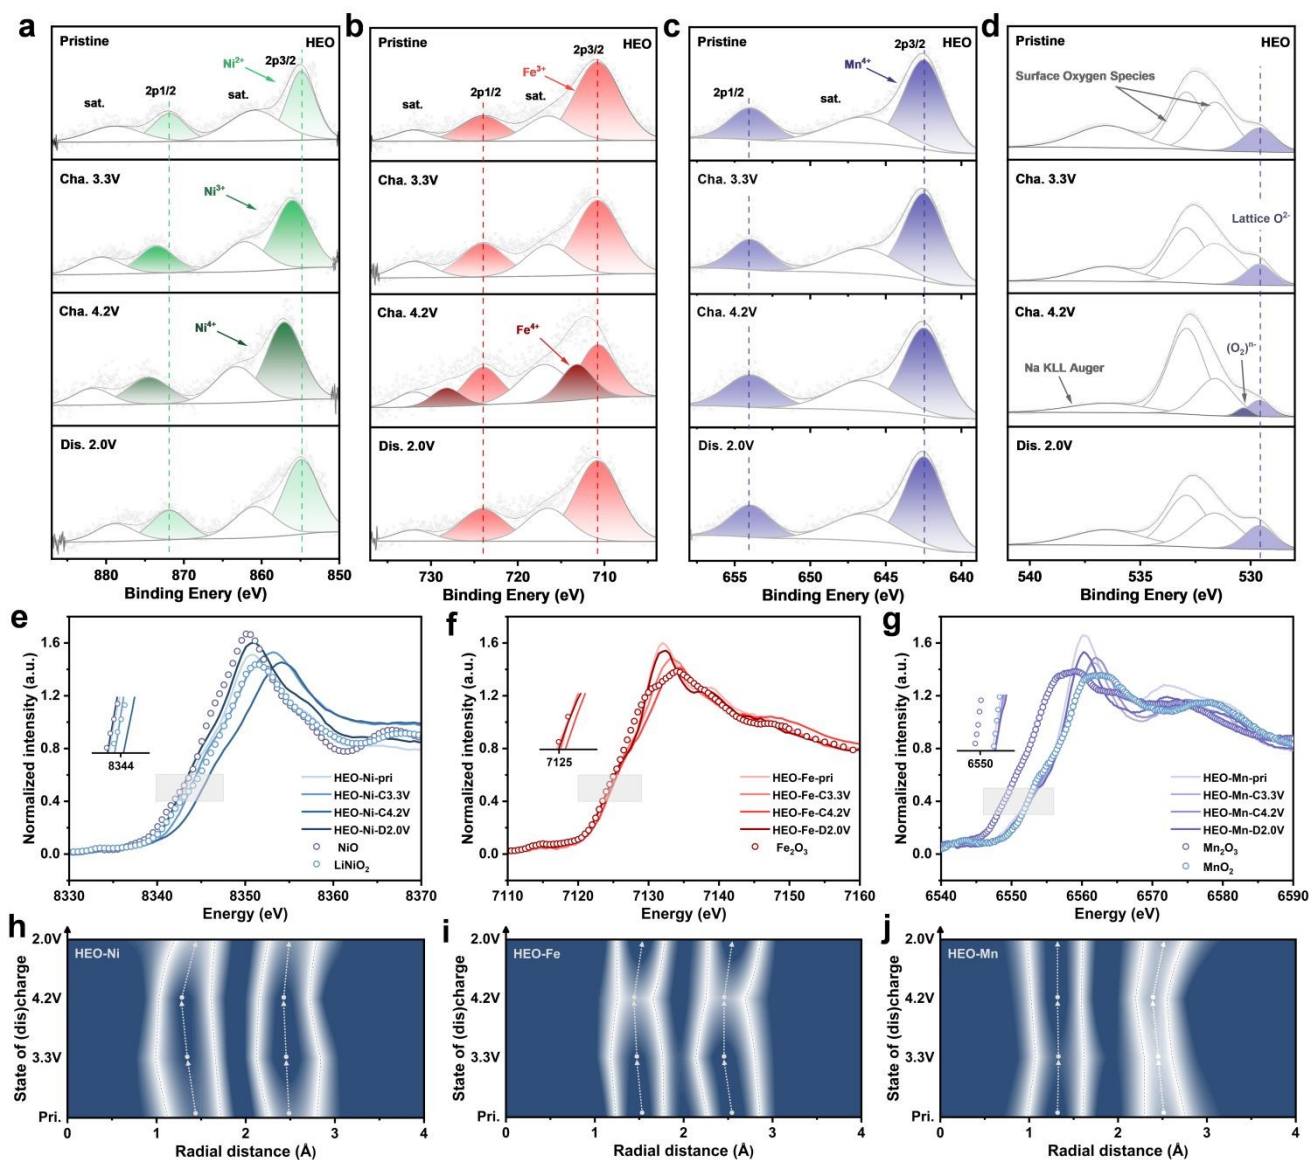 a
Pristine
HEO
Ni2+
2p3/2
2p1/2
sat.
sat.
Cha. 3.3V
Ni3+
Cha. 4.2V
Ni4+
Dis. 2.0V
880 870 860 850
Binding Enery (eV)
b
Pristine
2p3/2 HEO
Fe3+
2p1/2
sat.
sat.
Cha. 3.3V
Cha. 4.2V
Fe4+
Dis. 2.0V
730 720 710
Binding Enery (eV)
c
Pristine
2p3/2 HEO
Mn4+
2p1/2
sat.
Cha. 3.3V
Cha. 4.2V
Dis. 2.0V
655 650 645 640
Binding Enery (eV)
d
Pristine
HEO
Surface Oxygen Species
Cha. 3.3V
Lattice O2-
Cha. 4.2V
(O2)n-
Na KLL Auger
Dis. 2.0V
540 535 530
Binding Enery (eV)
e
Normalized intensity (a.u.)
1.6
1.2
0.8
0.4
0.0
8344
HEO-Ni-pri
HEO-Ni-C3.3V
HEO-Ni-C4.2V
HEO-Ni-D2.0V
NiO
LiNiO2
8330 8340 8350 8360 8370
Energy (eV)
f
Normalized intensity (a.u.)
1.6
1.2
0.8
0.4
0.0
7125
HEO-Fe-pri
HEO-Fe-C3.3V
HEO-Fe-C4.2V
HEO-Fe-D2.0V
Fe2O3
7110 7120 7130 7140 7150 7160
Energy (eV)
g
Normalized intensity (a.u.)
1.6
1.2
0.8
0.4
0.0
6550
HEO-Mn-pri
HEO-Mn-C3.3V
HEO-Mn-C4.2V
HEO-Mn-D2.0V
Mn2O3
MnO2
6540 6550 6560 6570 6580 6590
Energy (eV)
h
State of (dis)charge
2.0V
4.2V
3.3V
Pri.
HEO-Ni
0 1 2 3 4
Radial distance (Å)
i
State of (dis)charge
HEO-Fe
0 1 2 3 4
Radial distance (Å)
j
State of (dis)charge
HEO-Mn
0 1 2 3 4
Radial distance (Å)
2.0V
4.2V
3.3V
Pri.
2.0V
4.2V
3.3V
Pri.